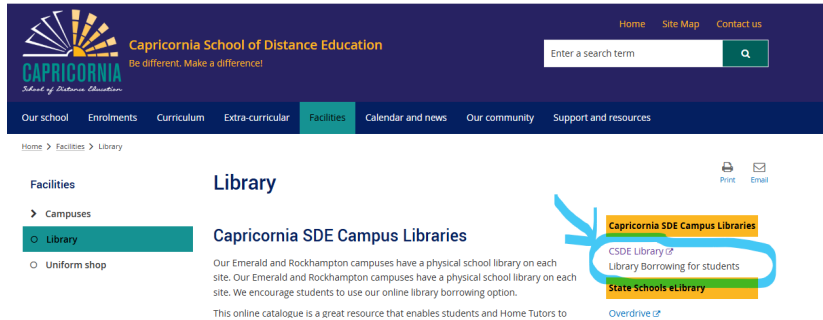 Home Site Map Contact us
Capricornia School of Distance Education
Be different. Make a difference!
Enter a search term
CAPRICORNIA
School of Distance Education
Our school Enrolments Curriculum Extra-curricular Facilities Calendar and news Our community Support and resources
Home > Facilities > Library
Print Email
Facilities
Campuses
Library
Uniform shop
Library
Capricornia SDE Campus Libraries
Our Emerald and Rockhampton campuses have a physical school library on each
site. Our Emerald and Rockhampton campuses have a physical school library on each
site. We encourage students to use our online library borrowing option.
This online catalogue is a great resource that enables students and Home Tutors to
Capricornia SDE Campus Libraries
CSDE Library
Library Borrowing for students
State Schools eLibrary
Overdrive